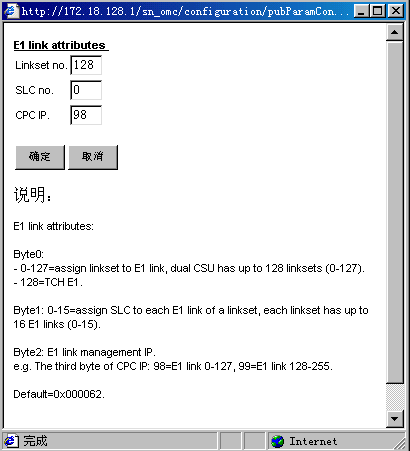 http://172.18.128.1/sn_omc/configuration/pubParamCon...
E1 link attributes
Linkset no. 128
SLC no. 0
CPC IP. 98
确定 取消
说明：
E1 link attributes:
Byte0:
- 0-127=assign linkset to E1 link, dual CSU has up to 128 linksets (0-127).
- 128=TCH E1.
Byte1: 0-15=assign SLC to each E1 link of a linkset, each linkset has up to
16 E1 links (0-15).
Byte2: E1 link management IP.
e.g. The third byte of CPC IP: 98=E1 link 0-127, 99=E1 link 128-255.
Default=0x000062.
完成 Internet